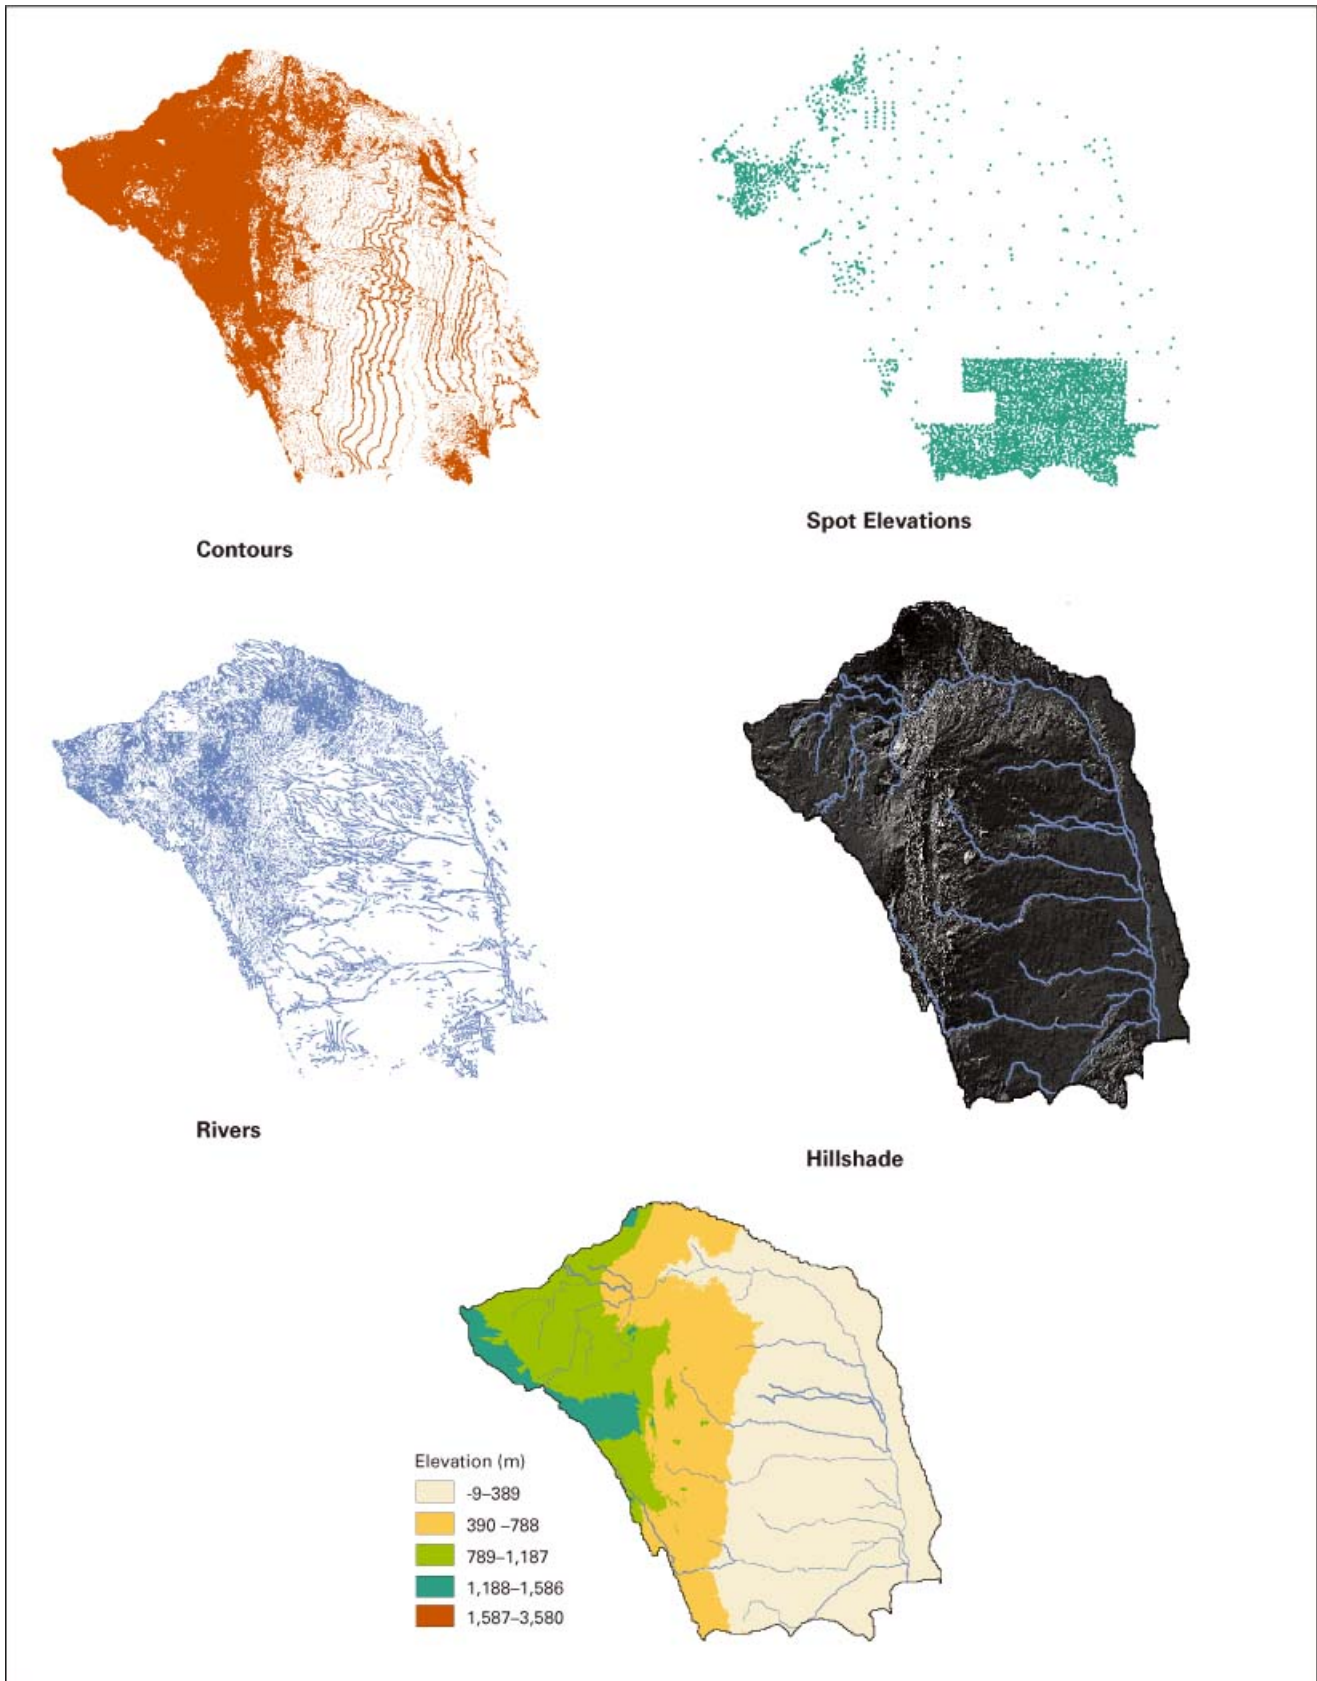 Contours
Spot Elevations
Rivers
Hillshade
Elevation (m)
-9–389
390 –788
789–1,187
1,188–1,586
1,587–3,580